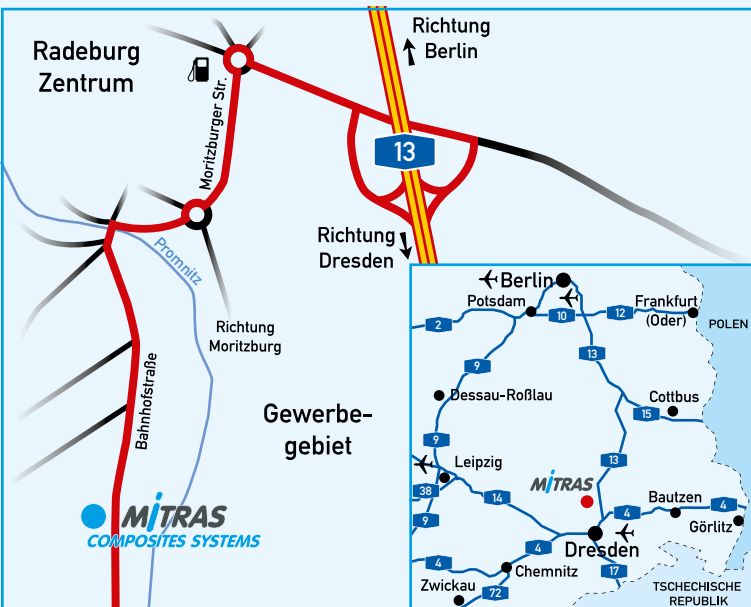 Radeburg
Zentrum
Moritzburger Str.
Richtung
Berlin
13
Richtung
Dresden
Promnitz
Richtung
Moritzburg
Bahnhofstraße
Gewerbe-
gebiet
MiTRAS
COMPOSITES SYSTEMS
Berlin
Potsdam
Frankfurt
(Oder)
POLEN
2
10
12
9
13
Dessau-Roßlau
Cottbus
15
9
13
Leipzig
38
14
MiTRAS
9
Bautzen
4
4
Görlitz
Dresden
4
4
Chemnitz
17
72
Zwickau
TSCHECHISCHE
REPUBLIK